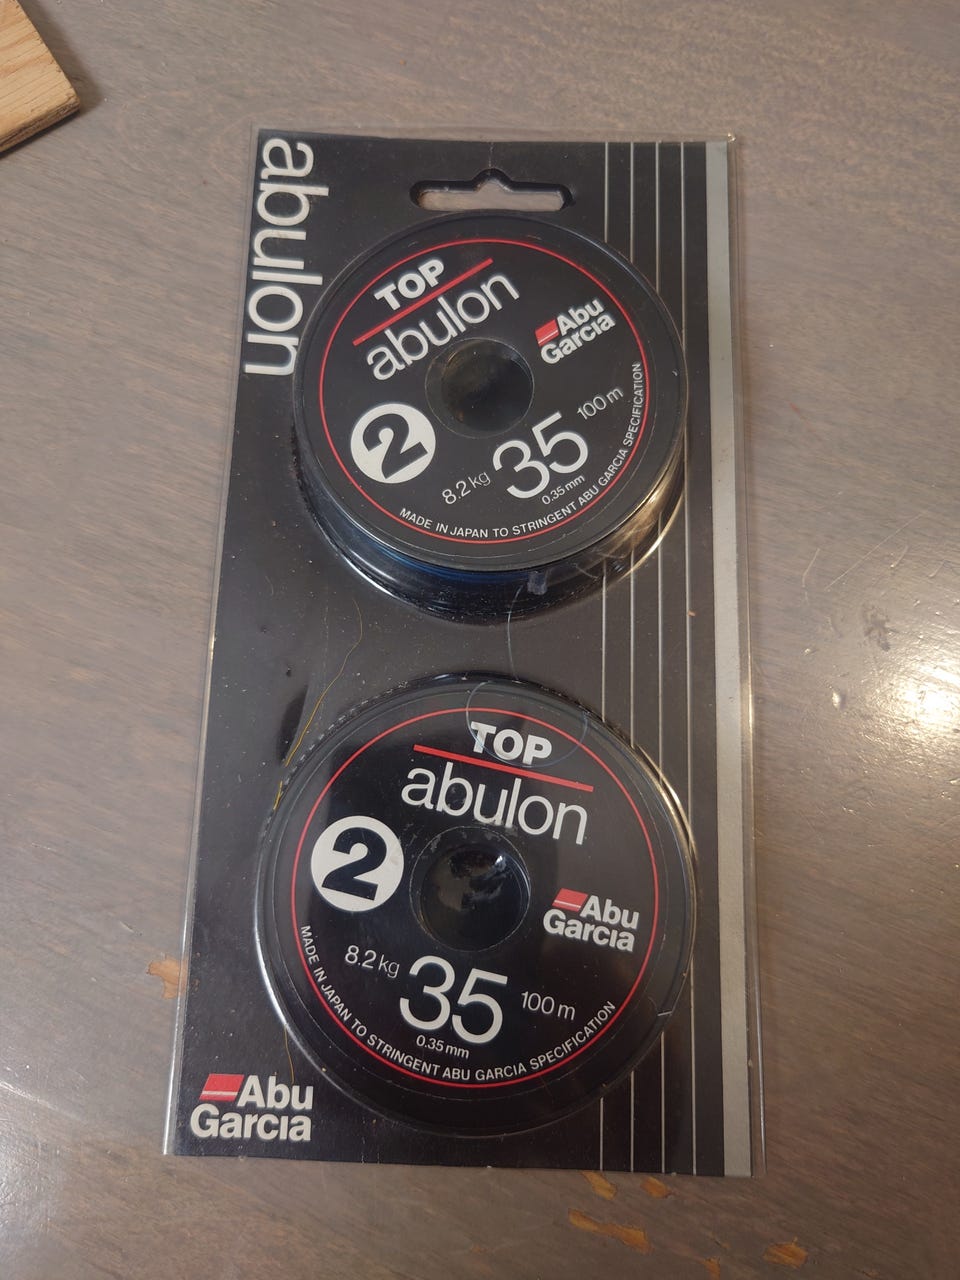 abulon
TOP
abulon
Abu
Garcia
2
8.2 kg
35
100 m
0.35 mm
MADE IN JAPAN TO STRINGENT ABU GARCIA SPECIFICATION
TOP
abulon
2
Abu
Garcia
8.2 kg
35
100 m
0.35 mm
MADE IN JAPAN TO STRINGENT ABU GARCIA SPECIFICATION
Abu
Garcia